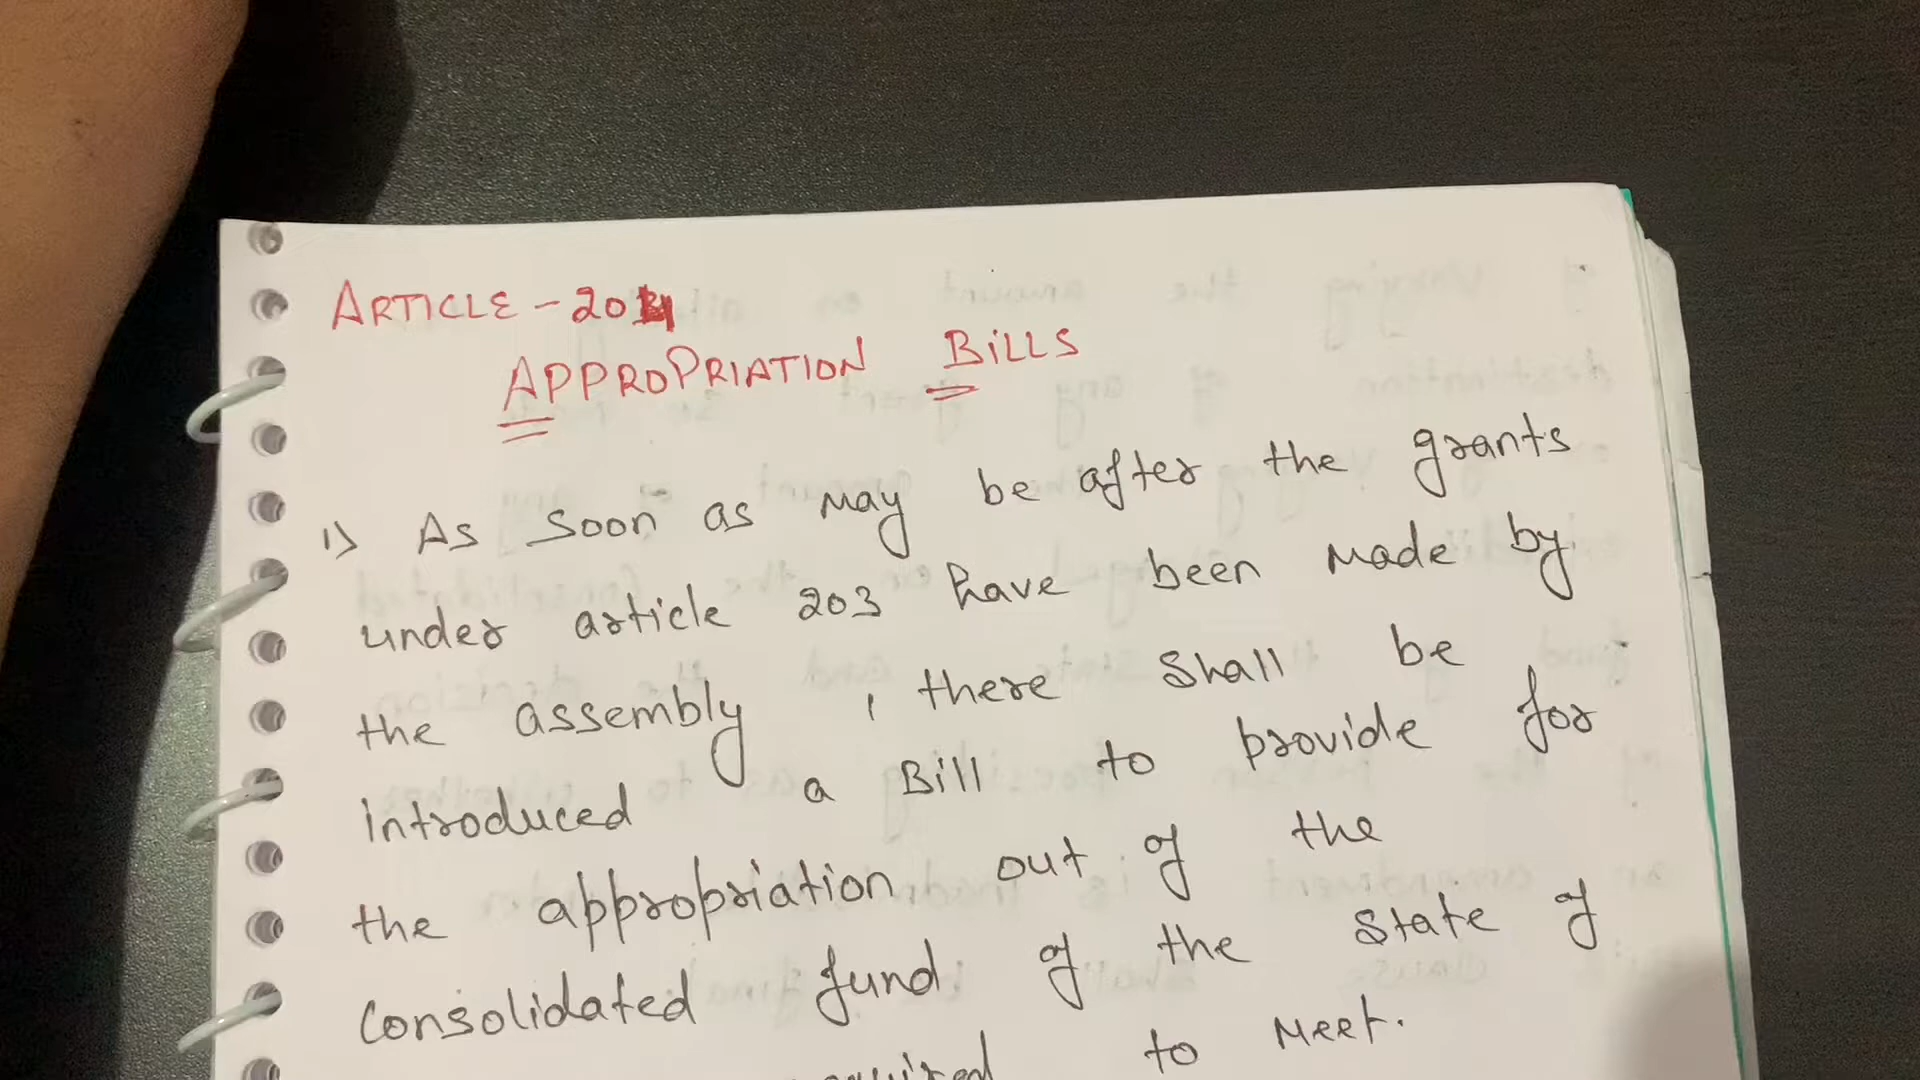 ARTICLE - 204
APPROPRIATION BILLS
1) As soon as may be after the grants
under article 203 have been made by
the assembly , there shall be
introduced a Bill to provide for
the appropriation out of the
consolidated fund of the state of
to meet.